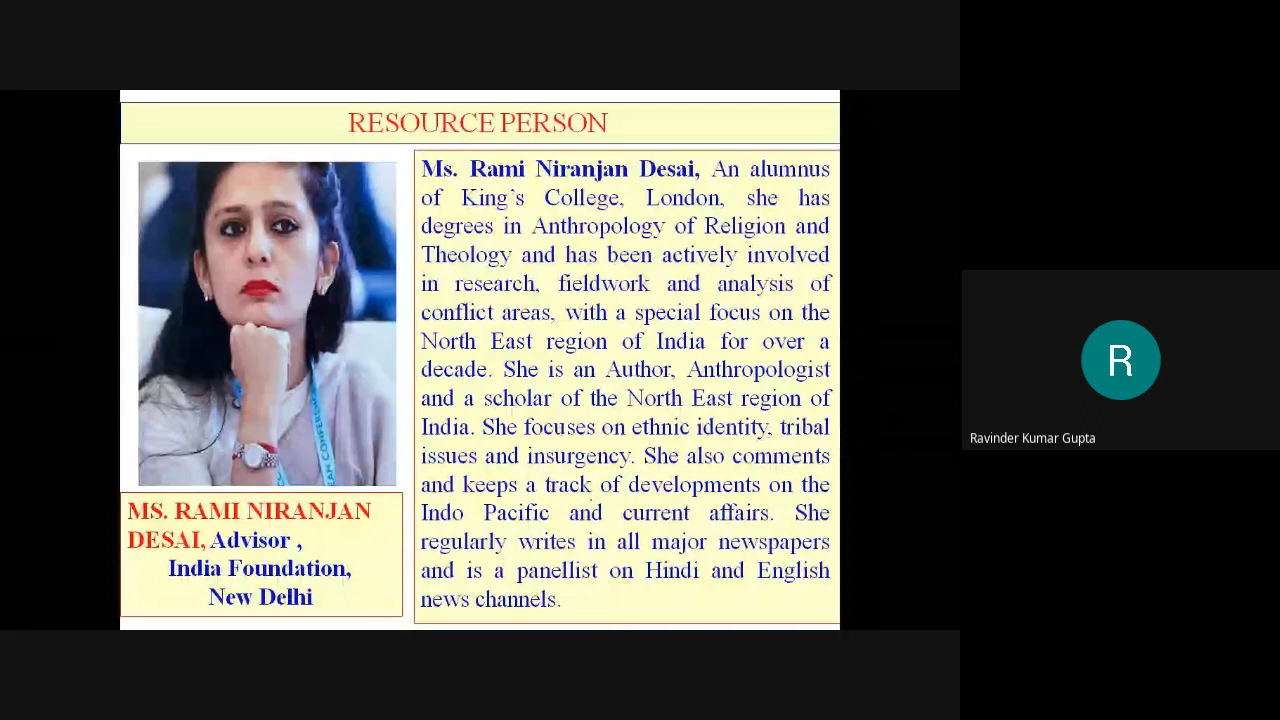 RESOURCE PERSON
Ms. Rami Niranjan Desai, An alumnus
of King's College, London, she has
degrees in Anthropology of Religion and
Theology and has been actively involved
in research, fieldwork and analysis of
conflict areas, with a special focus on the
North East region of India for over a
decade. She is an Author, Anthropologist
and a scholar of the North East region of
India. She focuses on ethnic identity, tribal
issues and insurgency. She also comments
and keeps a track of developments on the
Indo Pacific and current affairs. She
regularly writes in all major newspapers
and is a panellist on Hindi and English
news channels.
MS. RAMI NIRANJAN
DESAI, Advisor ,
India Foundation,
New Delhi
R
Ravinder Kumar Gupta